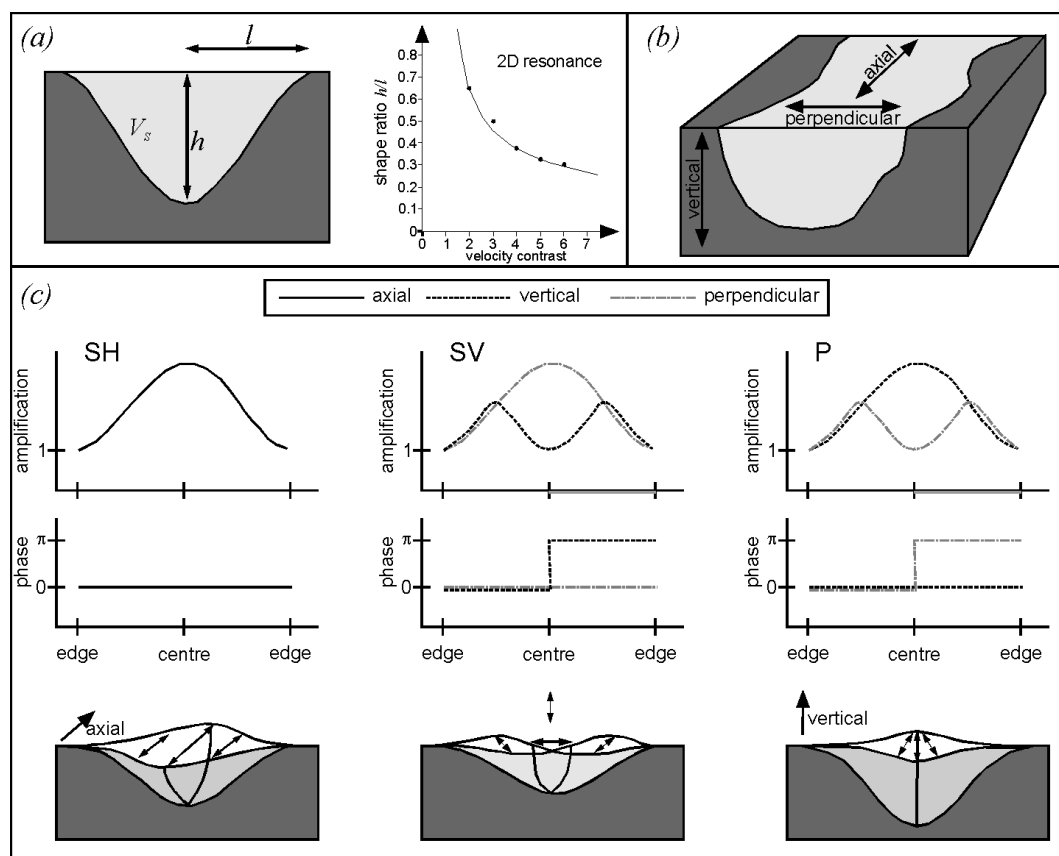 (a)
l
V_s
h
2D resonance
shape ratio h/l
0.8
0.7
0.6
0.5
0.4
0.3
0.2
0.1
0
0 1 2 3 4 5 6 7
velocity contrast
(b)
axial
perpendicular
vertical
(c)
axial vertical perpendicular
SH
amplification
1
phase
π
0
edge centre edge
axial
SV
amplification
1
phase
π
0
edge centre edge
P
amplification
1
phase
π
0
edge centre edge
vertical